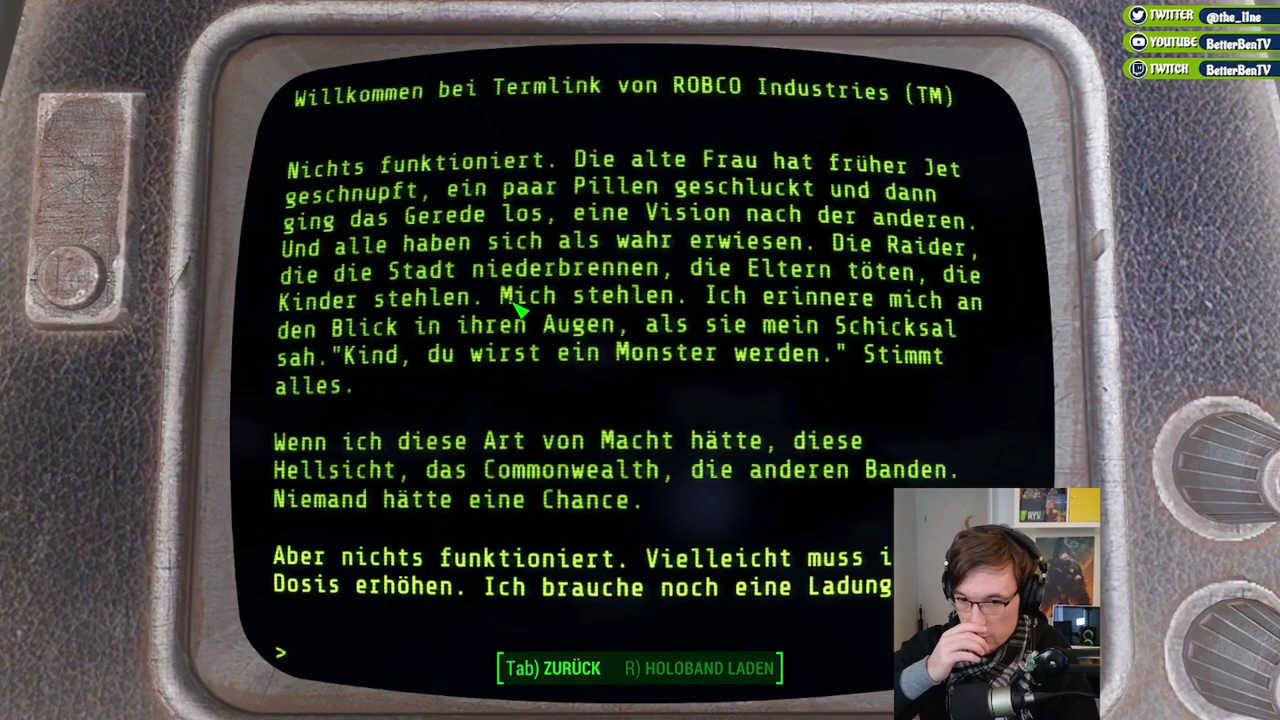 TWITTER @the_11ne
YOUTUBE BetterBenTV
TWITCH BetterBenTV
Willkommen bei Termlink von ROBCO Industries (TM)
Nichts funktioniert. Die alte Frau hat früher Jet
geschnupft, ein paar Pillen geschluckt und dann
ging das Gerede los, eine Vision nach der anderen.
Und alle haben sich als wahr erwiesen. Die Raider,
die die Stadt niederbrennen, die Eltern töten, die
Kinder stehlen. Mich stehlen. Ich erinnere mich an
den Blick in ihren Augen, als sie mein Schicksal
sah."Kind, du wirst ein Monster werden." Stimmt
alles.
Wenn ich diese Art von Macht hätte, diese
Hellsicht, das Commonwealth, die anderen Banden.
Niemand hätte eine Chance.
Aber nichts funktioniert. Vielleicht muss
Dosis erhöhen. Ich brauche noch eine Ladung
>
Tab) ZURÜCK R) HOLOBAND LADEN